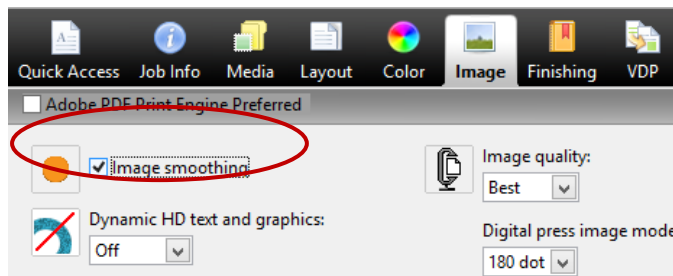 Quick Access Job Info Media Layout Color Image Finishing VDP
Adobe PDF Print Engine Preferred
Image smoothing
Image quality:
Best
Dynamic HD text and graphics:
Off
Digital press image mode
180 dot